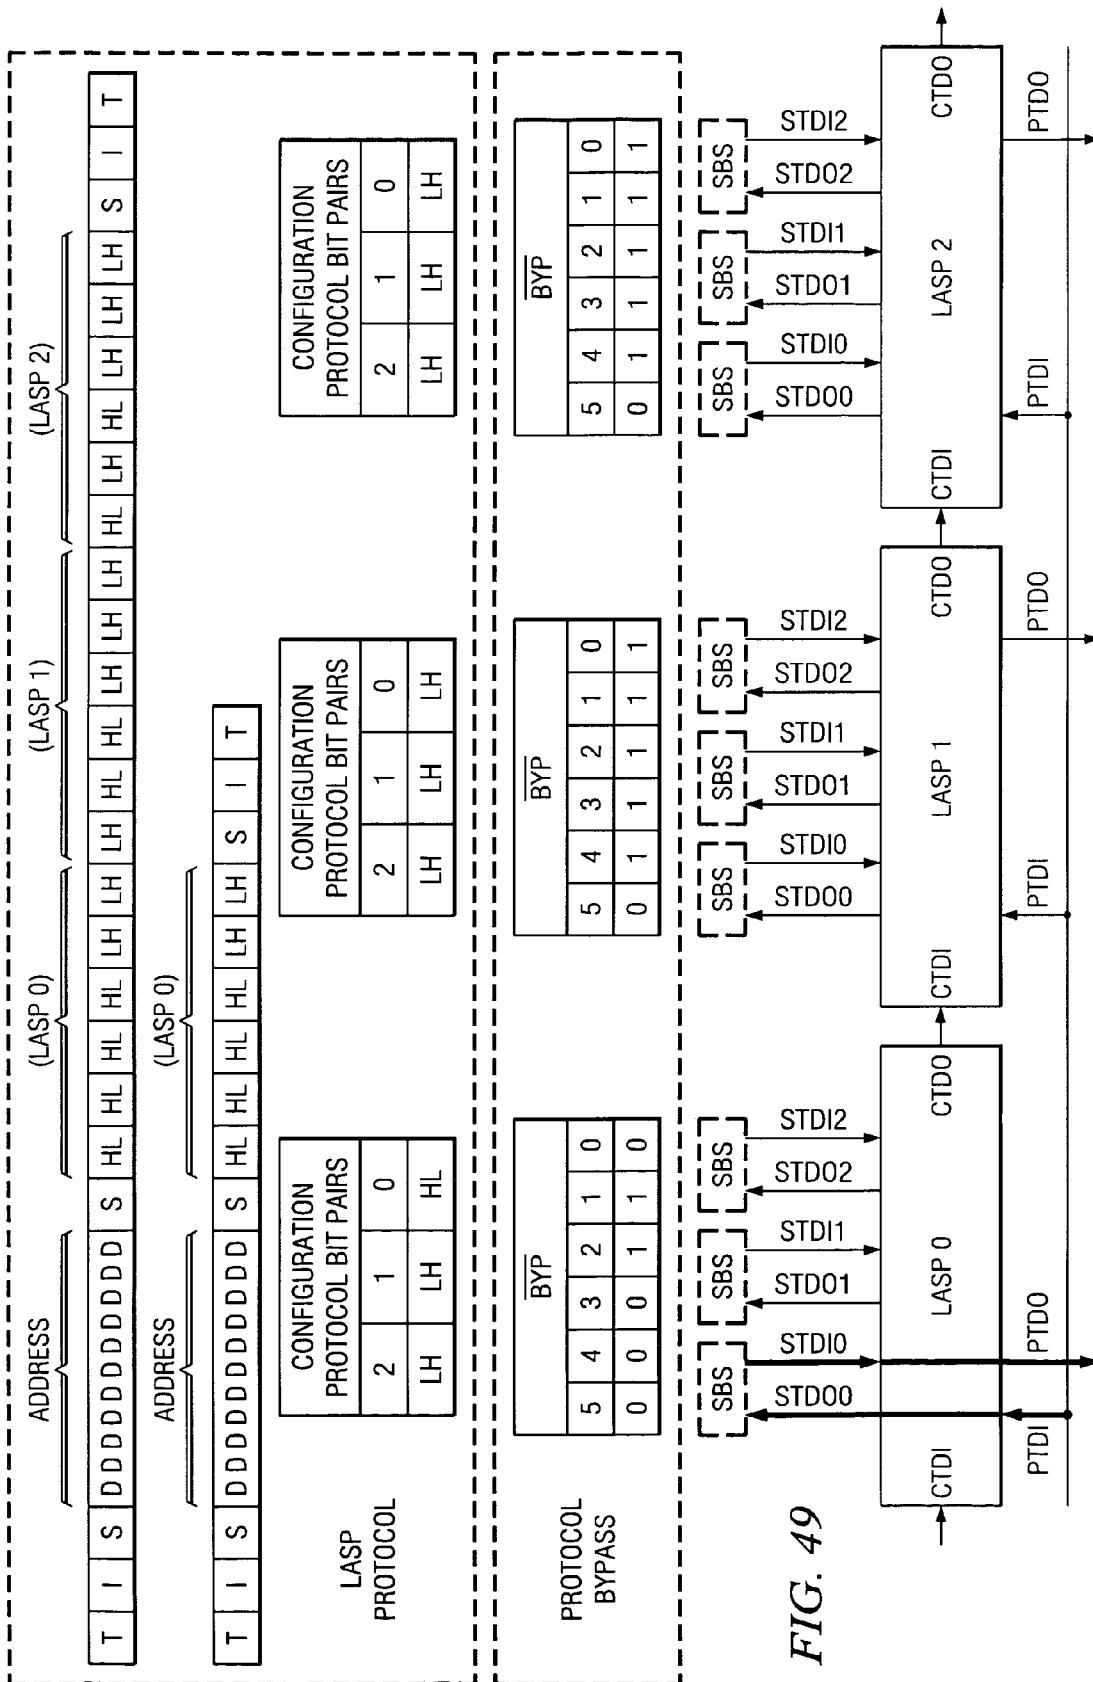 ADDRESS (LASP 0) (LASP 1) (LASP 2)
T I S D D D D D D D D D D S HL HL HL HL LH LH LH HL HL LH LH LH HL LH HL LH LH LH S I T
ADDRESS (LASP 0)
T I S D D D D D D D D D D S HL HL HL HL LH LH S I T
LASP
PROTOCOL
CONFIGURATION
PROTOCOL BIT PAIRS
2 1 0
LH LH HL
CONFIGURATION
PROTOCOL BIT PAIRS
2 1 0
LH LH LH
CONFIGURATION
PROTOCOL BIT PAIRS
2 1 0
LH LH LH
PROTOCOL
BYPASS
BYP
5 4 3 2 1 0
0 0 0 1 1 0
BYP
5 4 3 2 1 0
0 1 1 1 1 1
BYP
5 4 3 2 1 0
0 1 1 1 1 1
SBS SBS SBS SBS SBS SBS SBS SBS SBS
STDO0 STDI0 STDO1 STDI1 STDO2 STDI2 STDO0 STDI0 STDO1 STDI1 STDO2 STDI2 STDO0 STDI0 STDO1 STDI1 STDO2 STDI2
FIG. 49
CTDI LASP 0 CTDO CTDI LASP 1 CTDO CTDI LASP 2 CTDO
PTDI PTDO PTDI PTDO PTDI PTDO